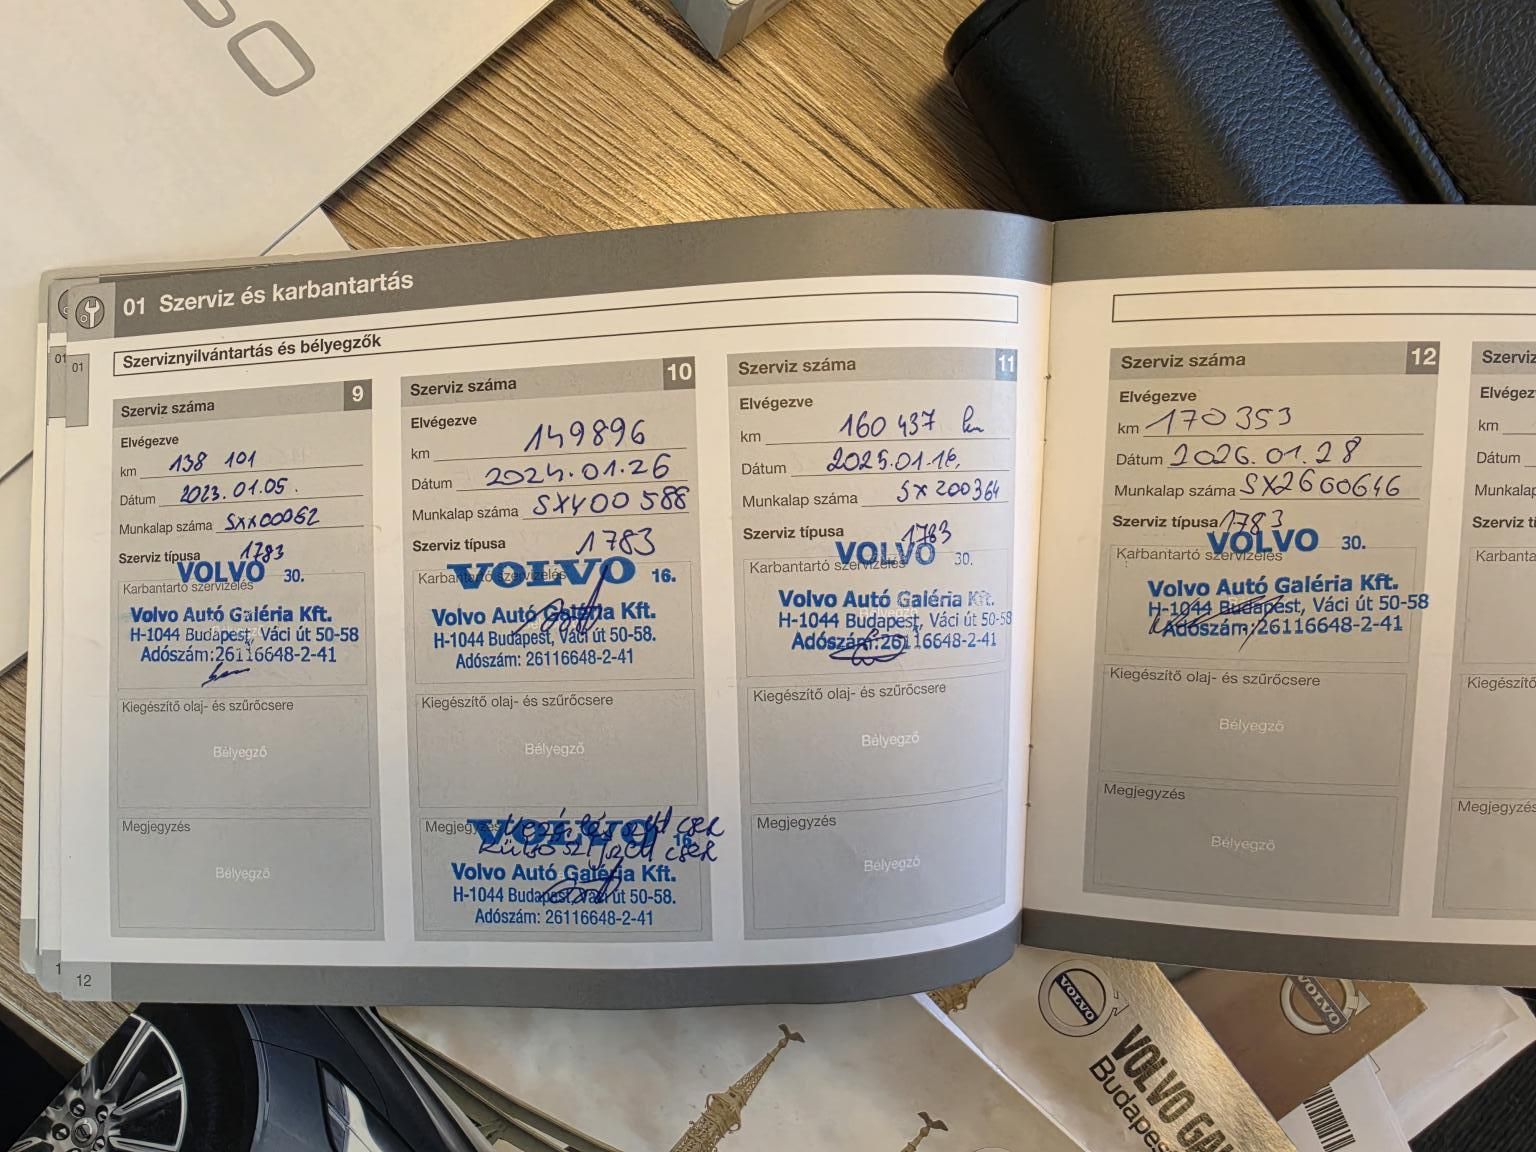 01 Szerviz és karbantartás
Szerviznyilvántartás és bélyegzők
01
01
Szerviz száma 9
Elvégezve
km 138 101
Dátum 2023.01.05.
Munkalap száma SXX00062
Szerviz típusa 1783
Karbantartó szervizelés
VOLVO 30.
Volvo Autó Galéria Kft.
H-1044 Budapest, Váci út 50-58
Adószám:26116648-2-41
Kiegészítő olaj- és szűrőcsere
Bélyegző
Megjegyzés
Bélyegző
Szerviz száma 10
Elvégezve
km 149896
Dátum 2024.01.26
Munkalap száma SX400588
Szerviz típusa 1783
Karbantartó szervizelés
VOLVO 16.
Volvo Autó Galéria Kft.
H-1044 Budapest, Váci út 50-58.
Adószám: 26116648-2-41
Kiegészítő olaj- és szűrőcsere
Bélyegző
Megjegyzés
VOLVO 16.
Volvo Autó Galéria Kft.
H-1044 Budapest, Váci út 50-58.
Adószám: 26116648-2-41
Szerviz száma 11
Elvégezve
km 160 437 km
Dátum 2025.01.16.
Munkalap száma SX200364
Szerviz típusa 1783
Karbantartó szervizelés
VOLVO 30.
Volvo Autó Galéria Kft.
H-1044 Budapest, Váci út 50-58
Adószám:26116648-2-41
Kiegészítő olaj- és szűrőcsere
Bélyegző
Megjegyzés
Bélyegző
Szerviz száma 12
Elvégezve
km 170353
Dátum 2026.01.28
Munkalap száma SX2600646
Szerviz típusa 1783
Karbantartó szervizelés
VOLVO 30.
Volvo Autó Galéria Kft.
H-1044 Budapest, Váci út 50-58
Adószám:26116648-2-41
Kiegészítő olaj- és szűrőcsere
Bélyegző
Megjegyzés
Bélyegző
Szerviz
Elvégez
km
Dátum
Munkalap
Szerviz tí
Karbanta
Kiegészítő
Megjegyzés
12
VOLVO
VOLVO GA
Budapes
VOLVO